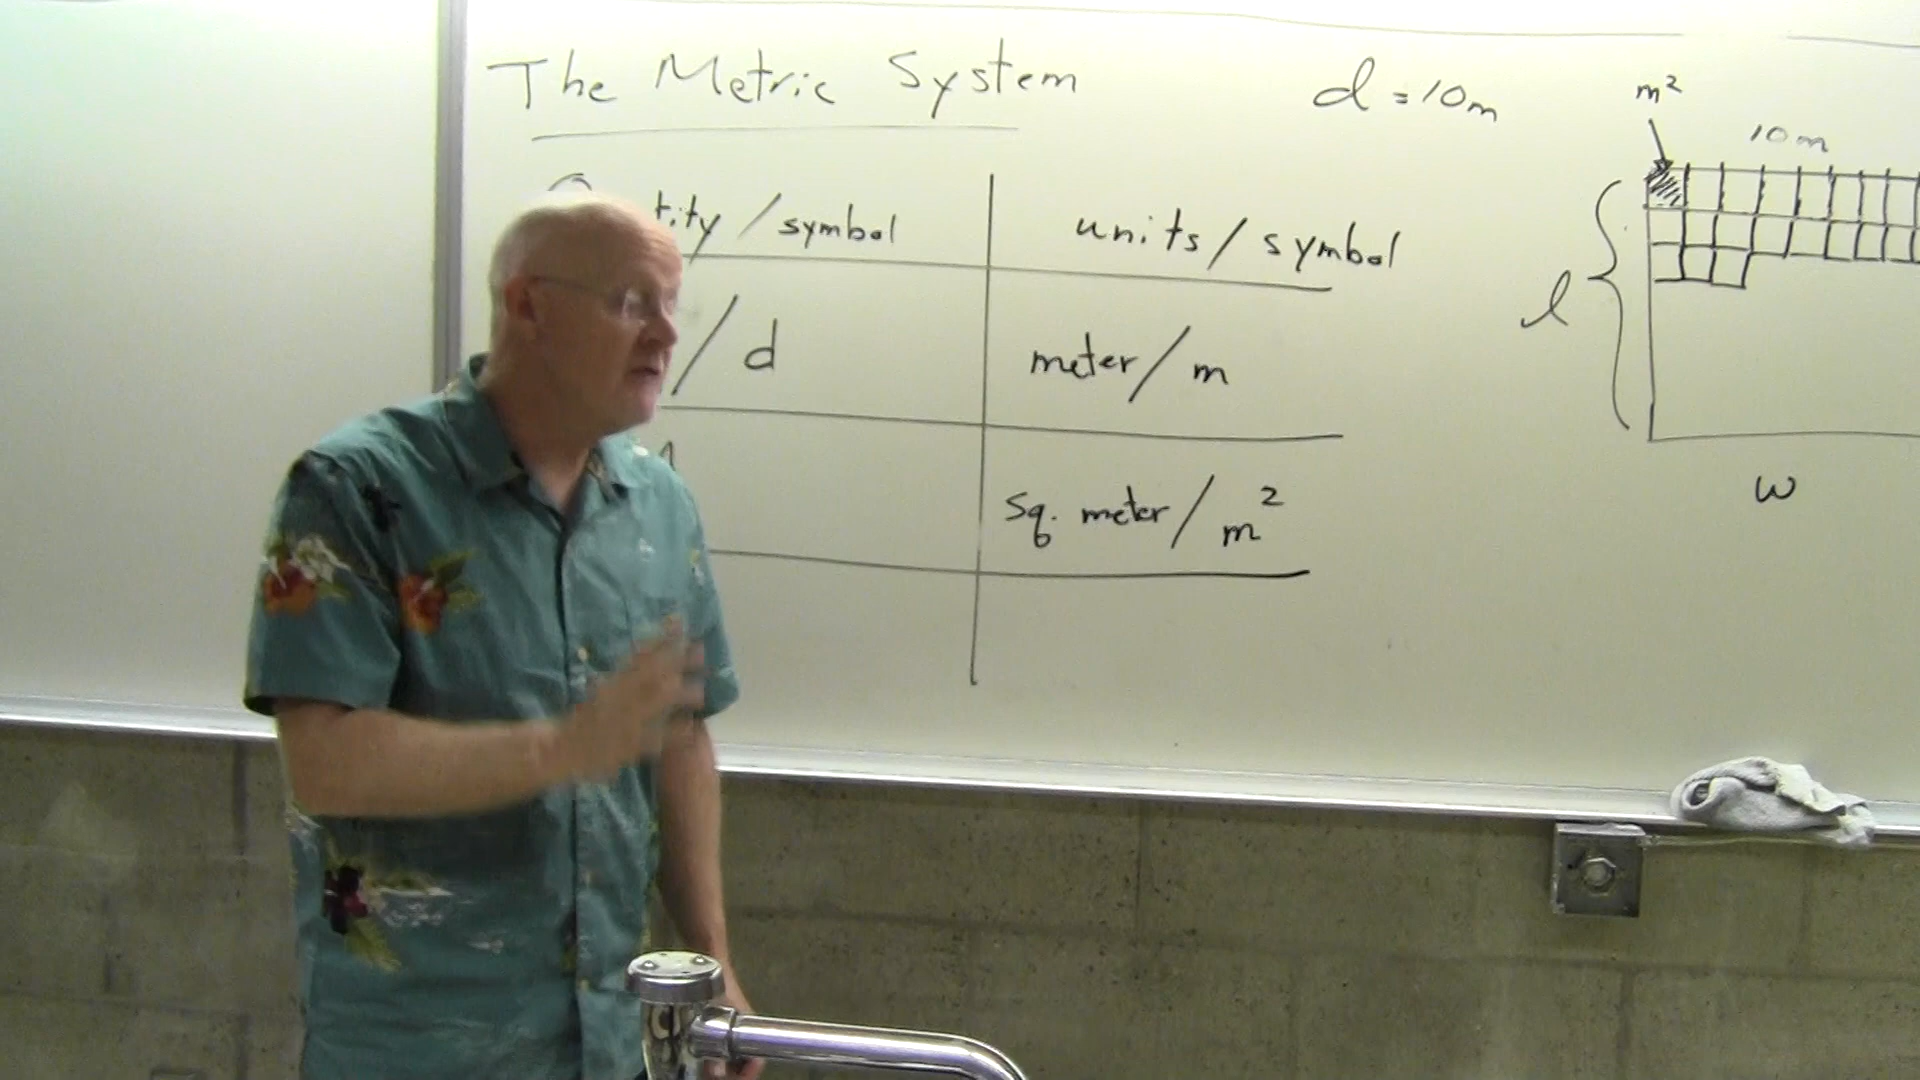 The Metric System
d = 10m
m²
10 m
tity / symbol
units / symbol
/ d
meter / m
l
sq. meter / m²
w